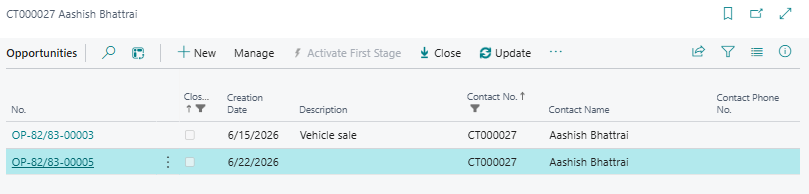 CT000027 Aashish Bhattrai
Opportunities New Manage Activate First Stage Close Update ...
No. Clos... ↑ Creation Date Description Contact No. ↑ Contact Name Contact Phone No.
OP-82/83-00003 6/15/2026 Vehicle sale CT000027 Aashish Bhattrai
OP-82/83-00005 6/22/2026 CT000027 Aashish Bhattrai